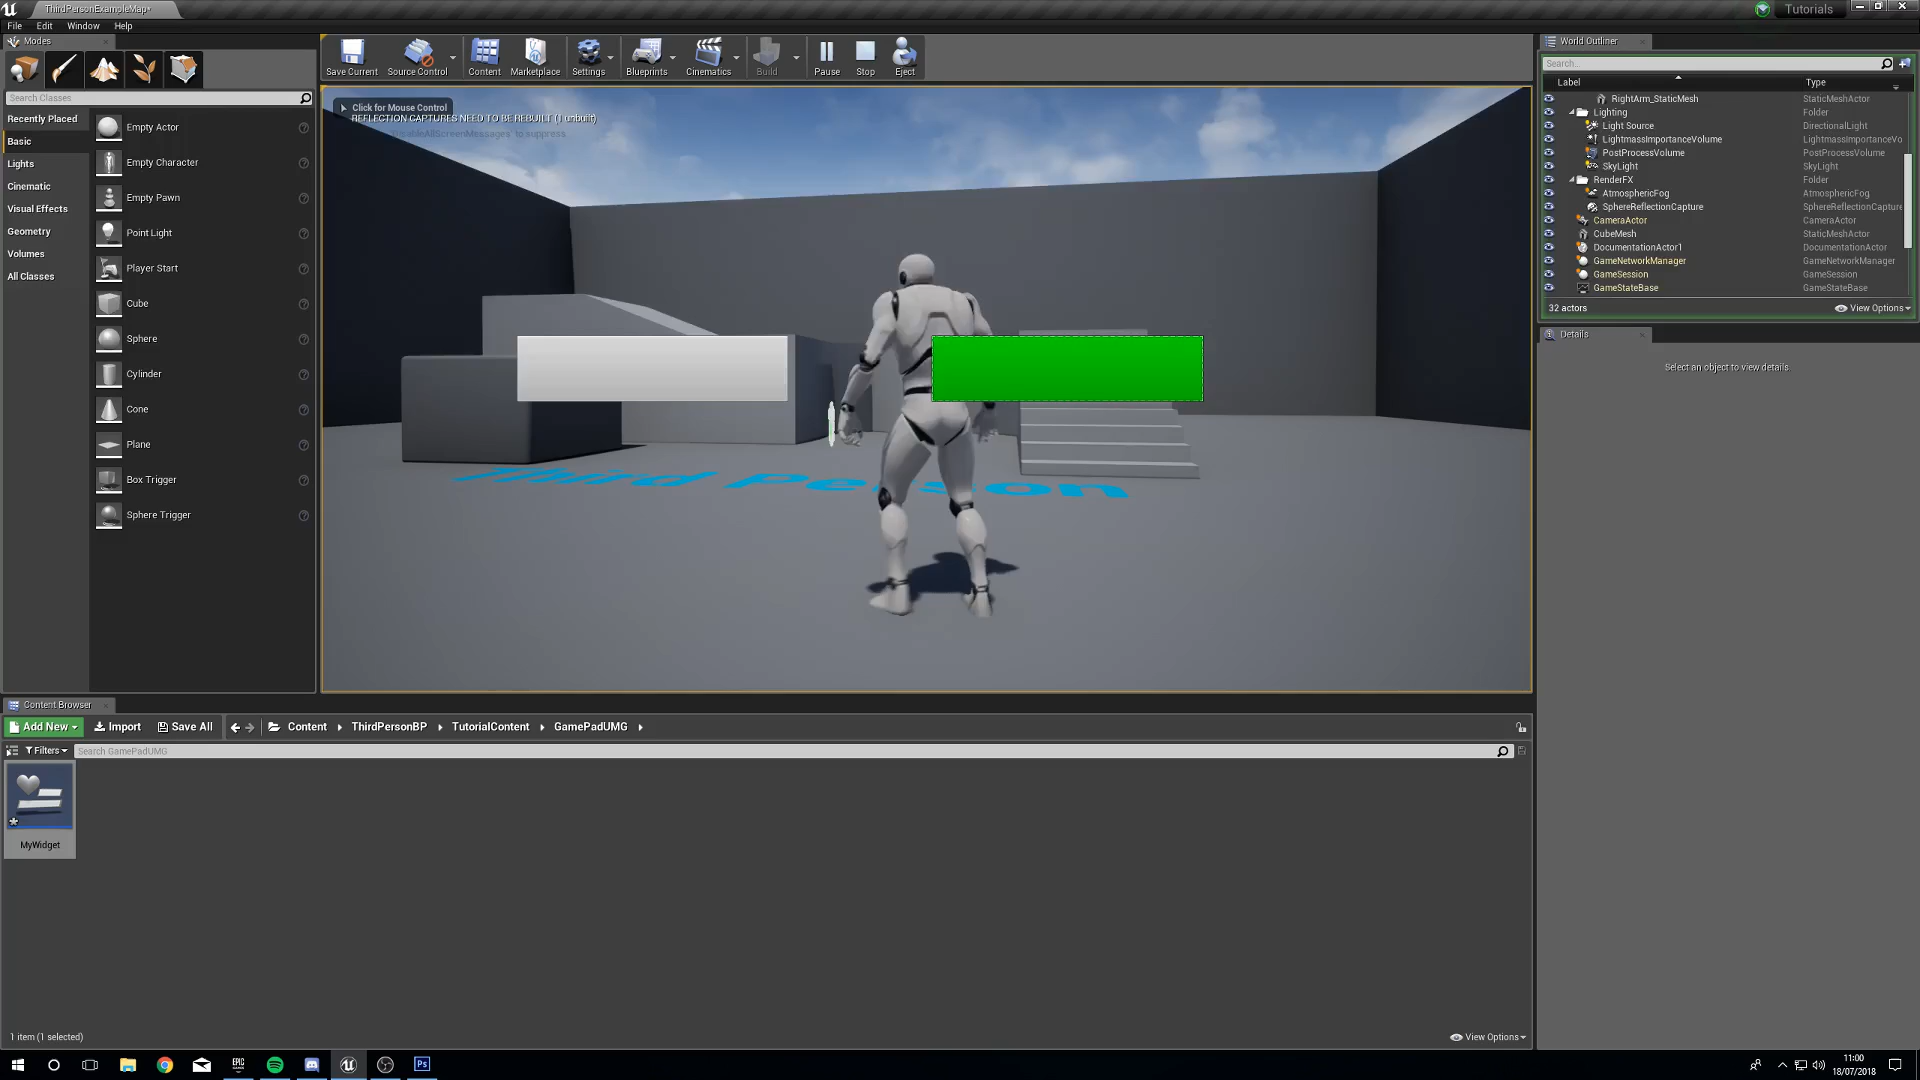 ThirdPersonExampleMap*
Tutorials
File Edit Window Help
Modes
World Outliner
Save Current Source Control Content Marketplace Settings Blueprints Cinematics Build Pause Stop Eject
Search...
Label Type
Search Classes
Recently Placed
Basic
Lights
Cinematic
Visual Effects
Geometry
Volumes
All Classes
Empty Actor
Empty Character
Empty Pawn
Point Light
Player Start
Cube
Sphere
Cylinder
Cone
Plane
Box Trigger
Sphere Trigger
Click for Mouse Control
REFLECTION CAPTURES NEED TO BE REBUILT (1 unbuilt)
'DisableAllScreenMessages' to suppress
Third Person
RightArm_StaticMesh StaticMeshActor
Lighting Folder
Light Source DirectionalLight
LightmassImportanceVolume LightmassImportanceVo
PostProcessVolume PostProcessVolume
SkyLight SkyLight
RenderFX Folder
AtmosphericFog AtmosphericFog
SphereReflectionCapture SphereReflectionCapture
CameraActor CameraActor
CubeMesh StaticMeshActor
DocumentationActor1 DocumentationActor
GameNetworkManager GameNetworkManager
GameSession GameSession
GameStateBase GameStateBase
32 actors View Options
Details
Select an object to view details.
Content Browser
Add New Import Save All Content ThirdPersonBP TutorialContent GamePadUMG
Filters Search GamePadUMG
MyWidget
1 item (1 selected) View Options
EPIC
Ps
11:00
18/07/2018